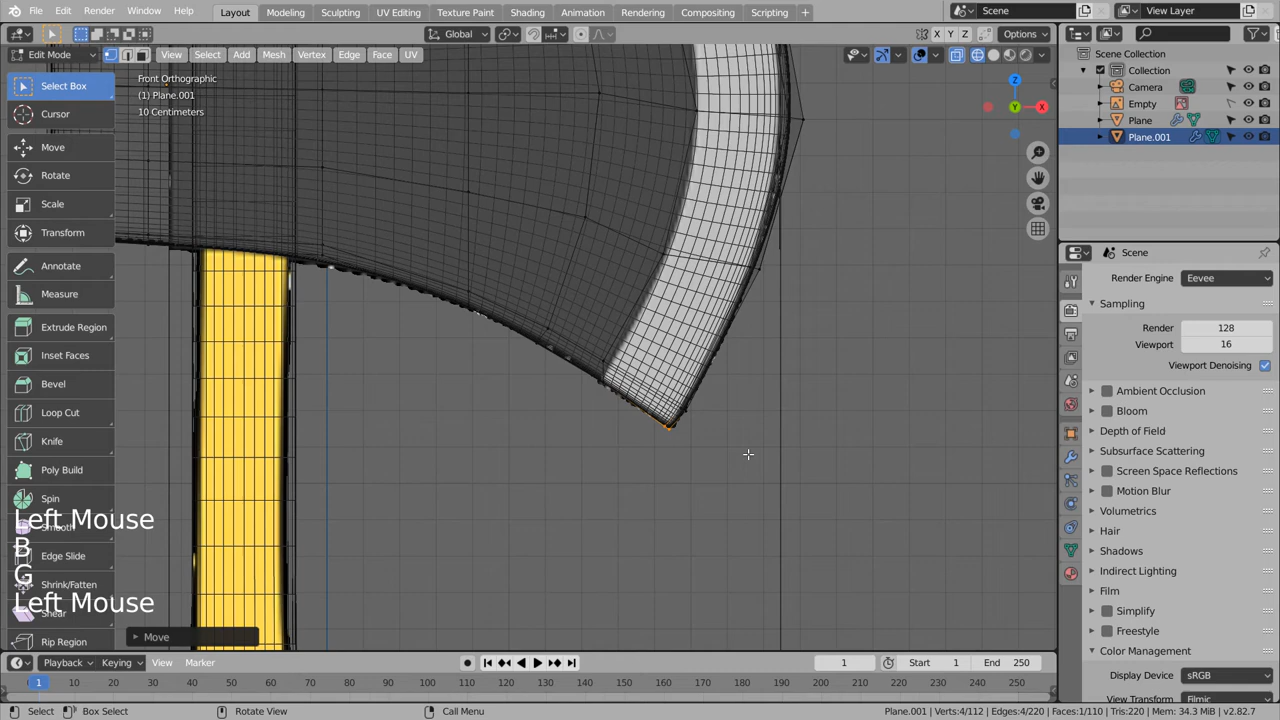 File Edit Render Window Help Layout Modeling Sculpting UV Editing Texture Paint Shading Animation Rendering Compositing Scripting + Scene View Layer
Global X Y Z Options
Edit Mode View Select Add Mesh Vertex Edge Face UV
Scene Collection
Collection
Camera
Empty
Plane
Plane.001
Front Orthographic
(1) Plane.001
10 Centimeters
Z
Y
X
Select Box
Cursor
Move
Rotate
Scale
Transform
Annotate
Measure
Extrude Region
Inset Faces
Bevel
Loop Cut
Knife
Poly Build
Spin
Smooth
Edge Slide
Shrink/Fatten
Shear
Rip Region
Left Mouse
B
G
Left Mouse
Move
Scene
Render Engine Eevee
Sampling
Render 128
Viewport 16
Viewport Denoising
Ambient Occlusion
Bloom
Depth of Field
Subsurface Scattering
Screen Space Reflections
Motion Blur
Volumetrics
Hair
Shadows
Indirect Lighting
Film
Simplify
Freestyle
Color Management
Display Device sRGB
View Transform Filmic
Playback Keying View Marker 1 Start 1 End 250
1 10 20 30 40 50 60 70 80 90 100 110 120 130 140 150 160 170 180 190 200 210 220 230 240 250
Select Box Select Rotate View Call Menu Plane.001 | Verts:4/112 | Edges:4/220 | Faces:1/110 | Tris:220 | Mem: 34.3 MiB | v2.82.7